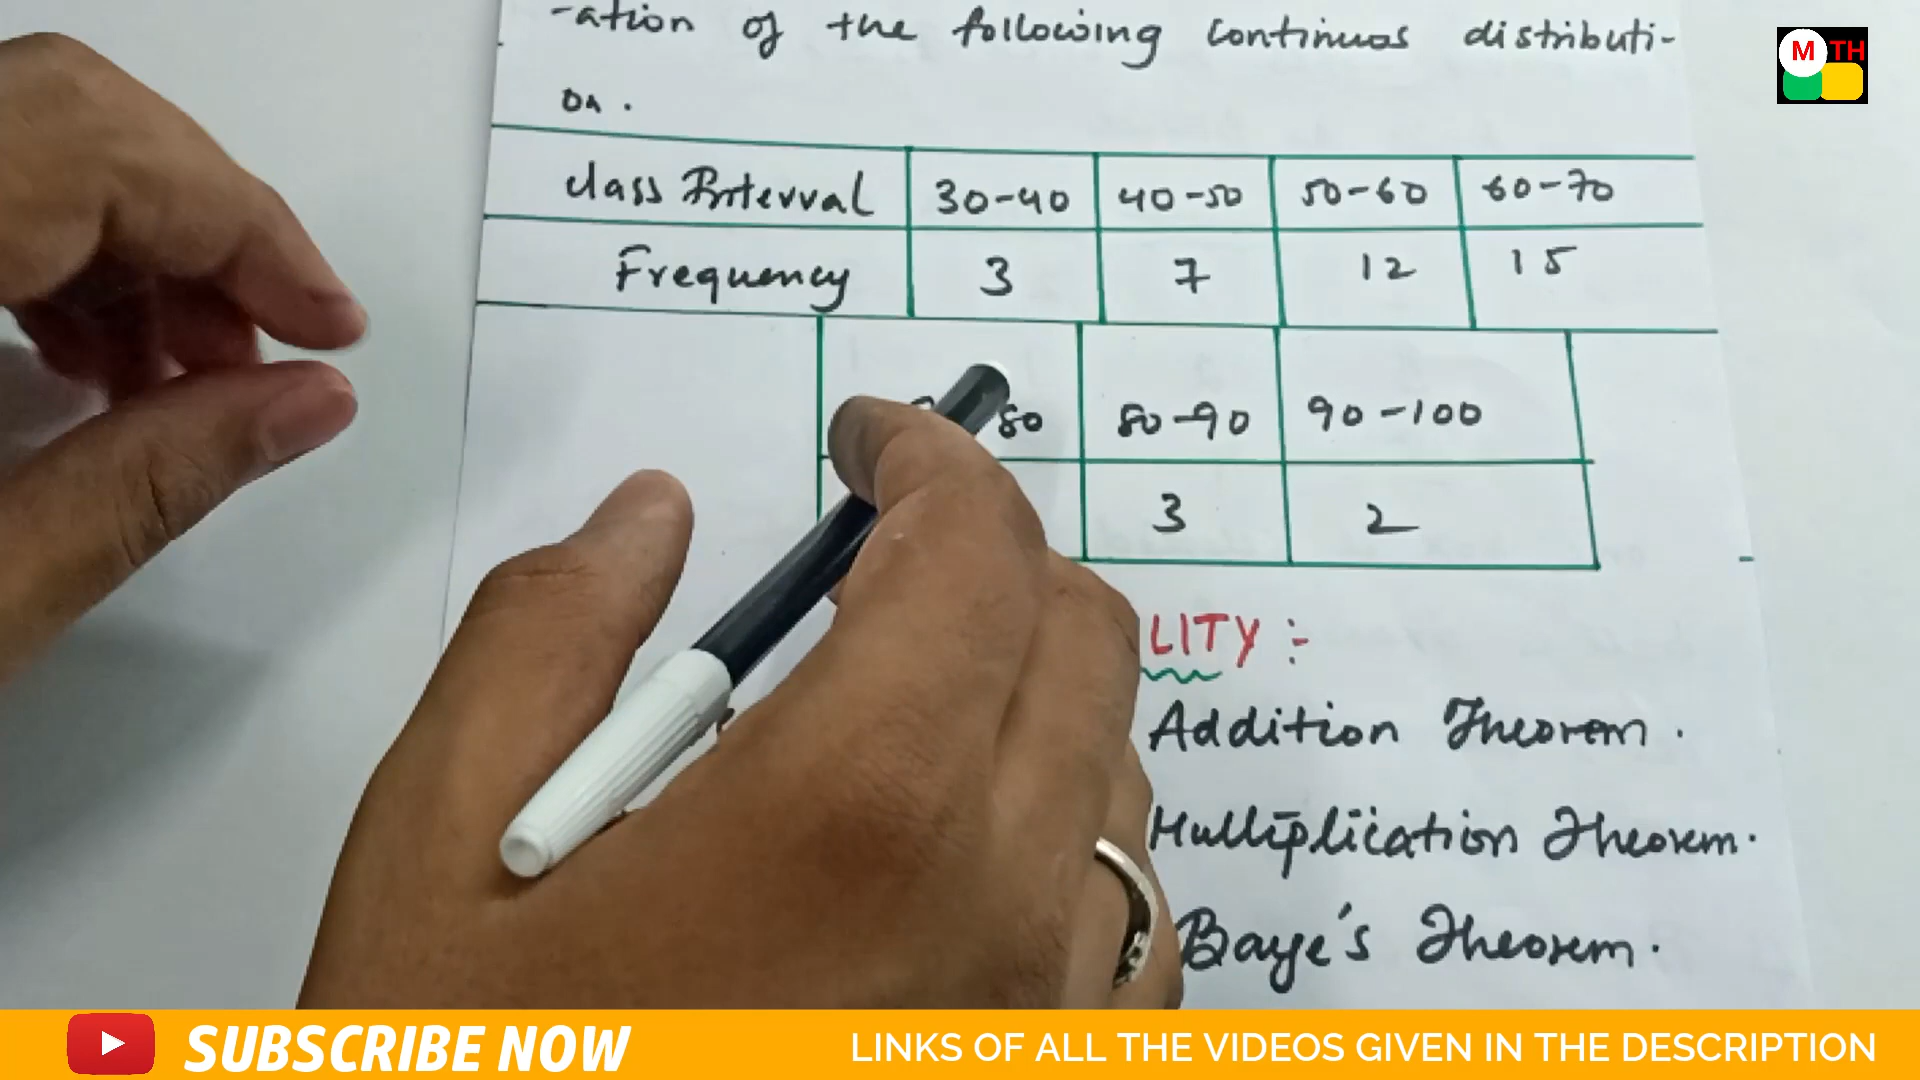 -ation of the following continuos distributi-
on.
Class Interval 30-40 40-50 50-60 60-70
Frequency 3 7 12 15
80 80-90 90-100
3 2
LITY :-
Addition Theorem.
Multiplication Theorem.
Baye's Theorem.
M TH
SUBSCRIBE NOW
LINKS OF ALL THE VIDEOS GIVEN IN THE DESCRIPTION